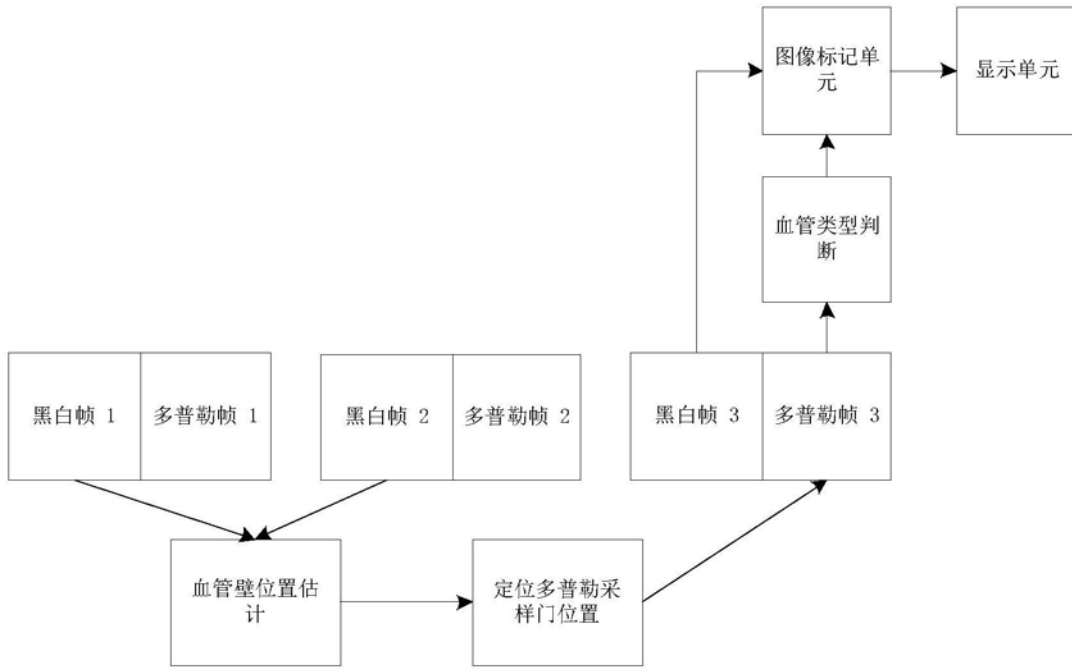 图像标记单
元
显示单元
血管类型判
断
黑白帧 1
多普勒帧 1
黑白帧 2
多普勒帧 2
黑白帧 3
多普勒帧 3
血管壁位置估
计
定位多普勒采
样门位置